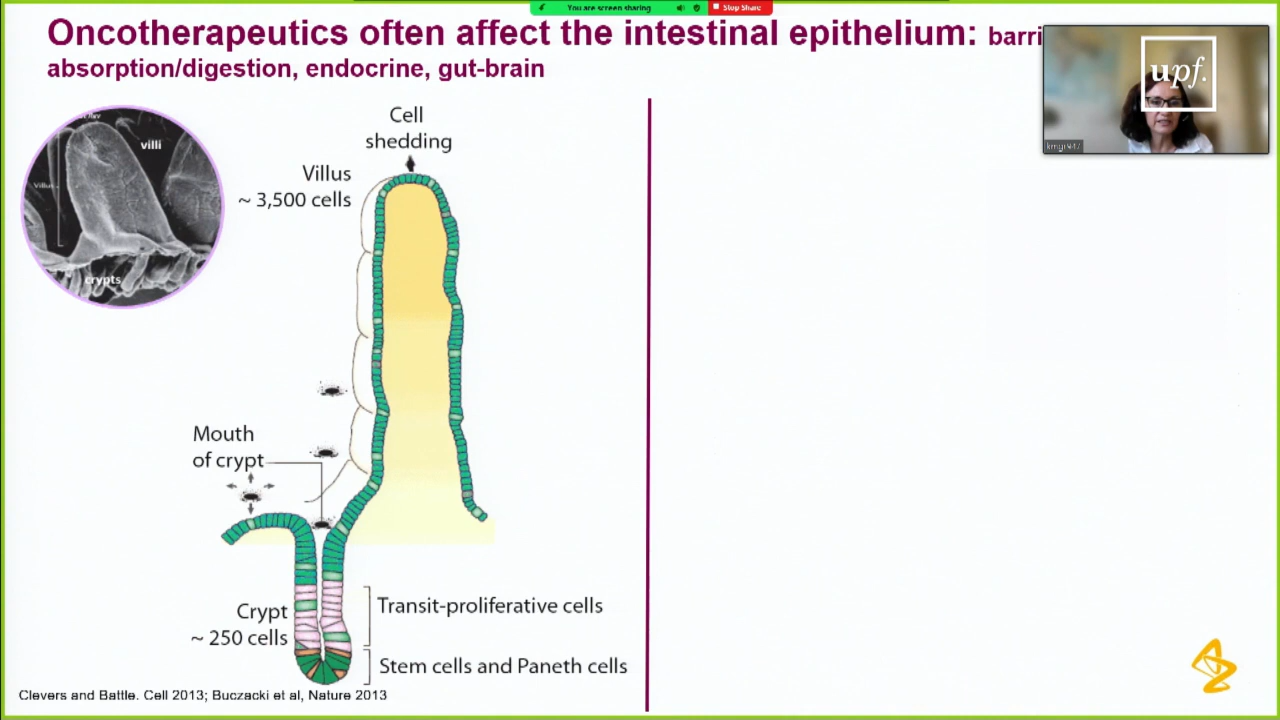 You are screen sharing
Stop Share
Oncotherapeutics often affect the intestinal epithelium: barri
absorption/digestion, endocrine, gut-brain
upf.
villi
Villus
crypts
Cell
shedding
Villus
~ 3,500 cells
Mouth
of crypt
Crypt
~ 250 cells
Transit-proliferative cells
Stem cells and Paneth cells
Clevers and Battle. Cell 2013; Buczacki et al, Nature 2013